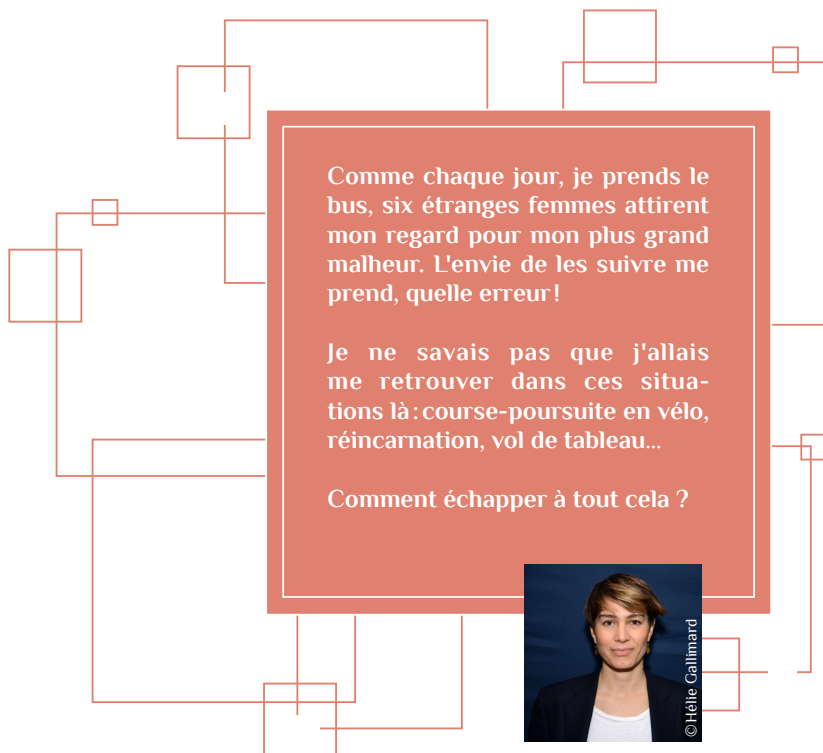 Comme chaque jour, je prends le
bus, six étranges femmes attirent
mon regard pour mon plus grand
malheur. L'envie de les suivre me
prend, quelle erreur!
Je ne savais pas que j'allais
me retrouver dans ces situa-
tions là: course-poursuite en vélo,
réincarnation, vol de tableau...
Comment échapper à tout cela ?
©Hélie Gallimard